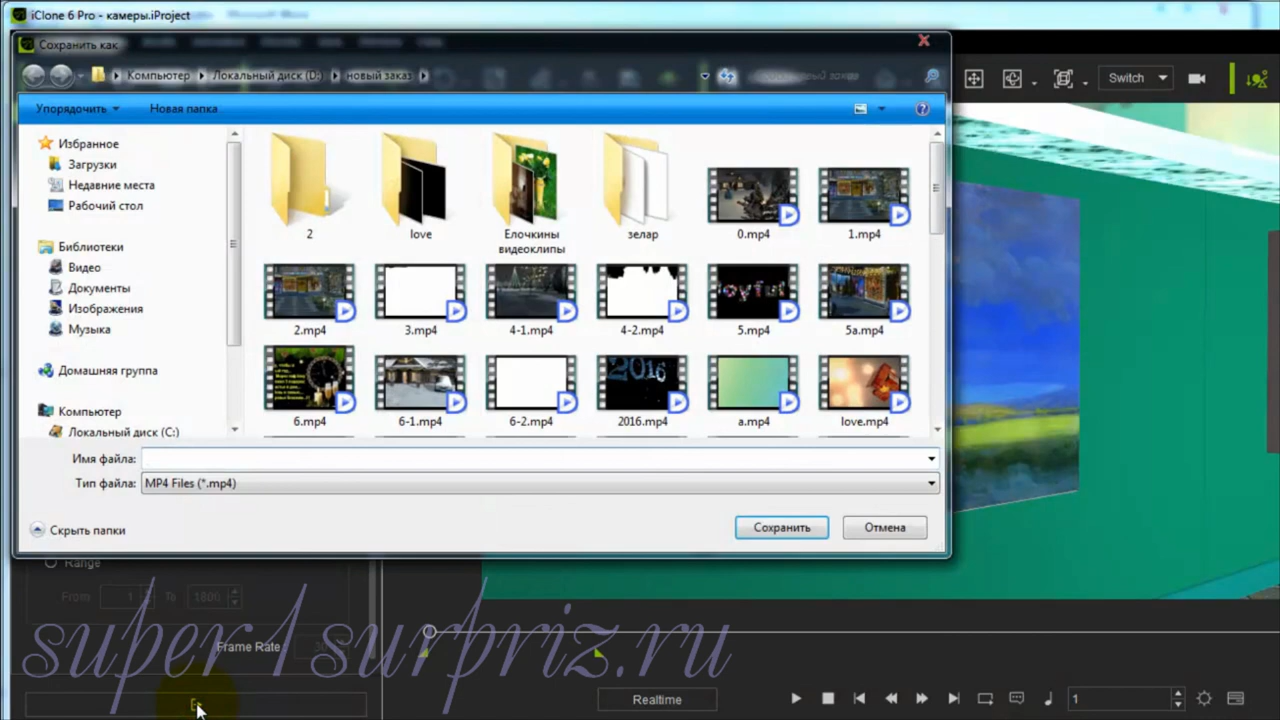 iClone 6 Pro - камеры.iProject
Сохранить как
Компьютер
Локальный диск (D:)
новый заказ
Switch
Упорядочить
Новая папка
Избранное
Загрузки
Недавние места
Рабочий стол
Библиотеки
Видео
Документы
Изображения
Музыка
Домашняя группа
Компьютер
Локальный диск (C:)
2
love
Елочкины
видеоклипы
зелар
0.mp4
1.mp4
2.mp4
3.mp4
4-1.mp4
4-2.mp4
5.mp4
5a.mp4
6.mp4
6-1.mp4
6-2.mp4
2016.mp4
a.mp4
love.mp4
Имя файла:
Тип файла: MP4 Files (*.mp4)
Скрыть папки
Сохранить
Отмена
Range
From 1 To 1800
Frame Rate:
super1surpriz.ru
Realtime
1